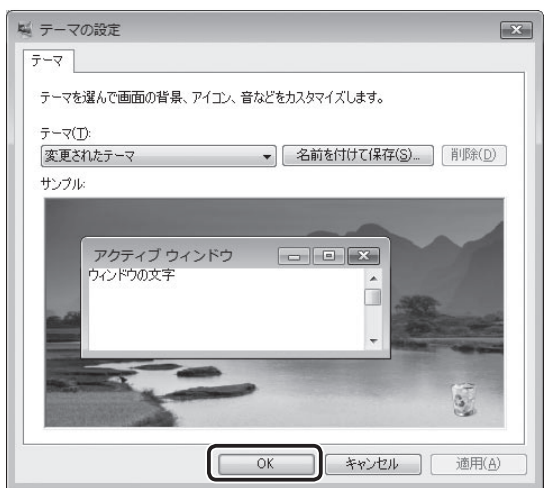 テーマの設定
テーマ
テーマを選んで画面の背景、アイコン、音などをカスタマイズします。
テーマ(T):
変更されたテーマ 名前を付けて保存(S)... 削除(D)
サンプル:
アクティブ ウィンドウ
ウィンドウの文字
OK キャンセル 適用(A)